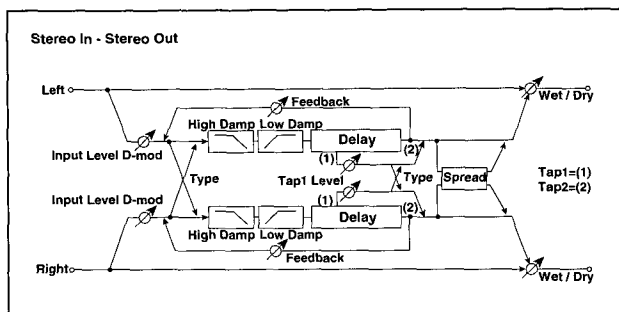 Stereo In - Stereo Out
Left
Wet / Dry
Feedback
High Damp Low Damp
Delay
(1)
(2)
Input Level D-mod
Type
Tap1 Level
Type
Spread
Tap1=(1)
Tap2=(2)
Input Level D-mod
(1)
(2)
Delay
High Damp Low Damp
Feedback
Right
Wet / Dry